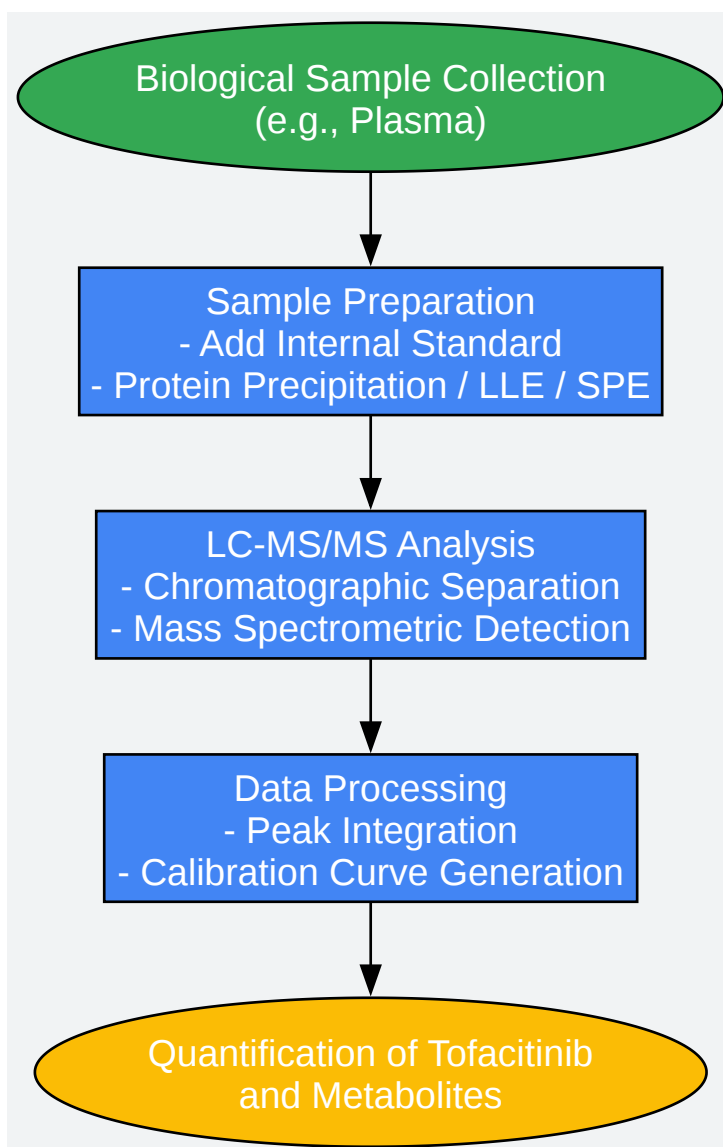 Biological Sample Collection
(e.g., Plasma)
Sample Preparation
- Add Internal Standard
- Protein Precipitation / LLE / SPE
LC-MS/MS Analysis
- Chromatographic Separation
- Mass Spectrometric Detection
Data Processing
- Peak Integration
- Calibration Curve Generation
Quantification of Tofacitinib
and Metabolites